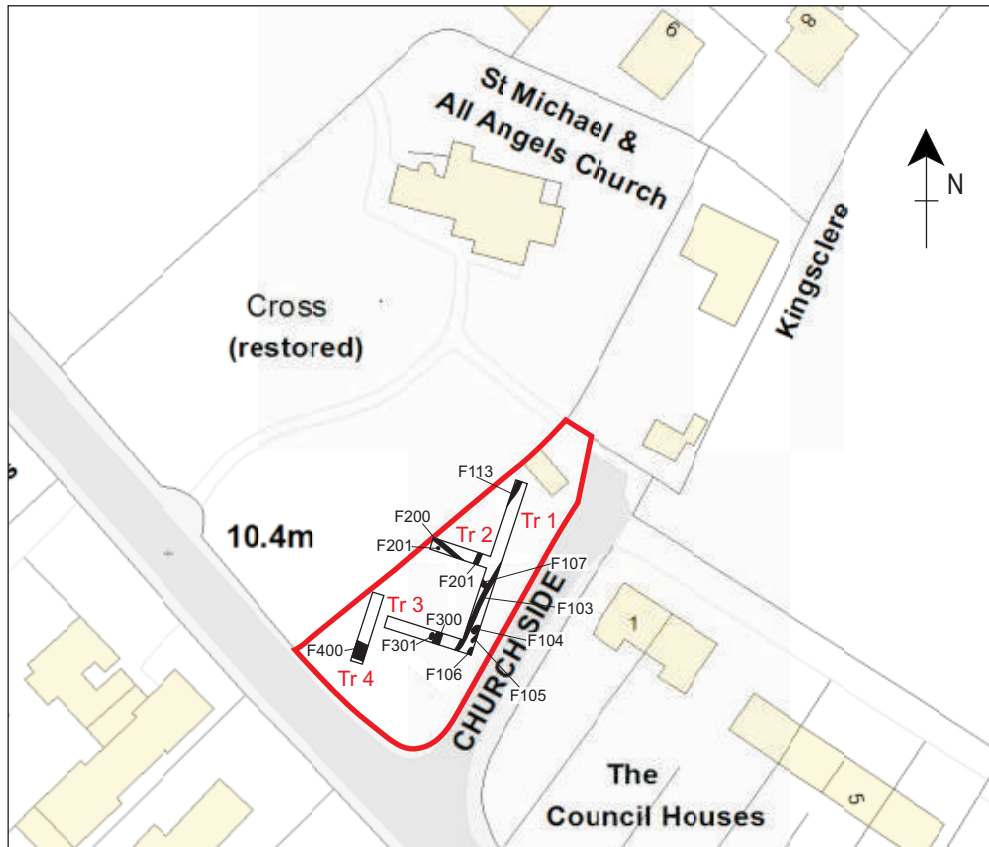 6
8
St Michael &
All Angels Church
N
Kingsclere
Cross
(restored)
F113
Tr 1
F200
Tr 2
10.4m
F201
F201
F107
F103
Tr 3
F300
F104
F400
F301
F106
F105
Tr 4
CHURCH SIDE
1
The
Council Houses
5